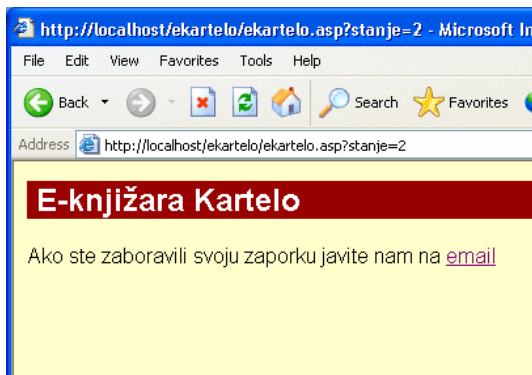 http://localhost/ekartelo/ekartelo.asp?stanje=2 - Microsoft In
File Edit View Favorites Tools Help
Back Search Favorites
Address http://localhost/ekartelo/ekartelo.asp?stanje=2
E-knjižara Kartelo
Ako ste zaboravili svoju zaporku javite nam na email